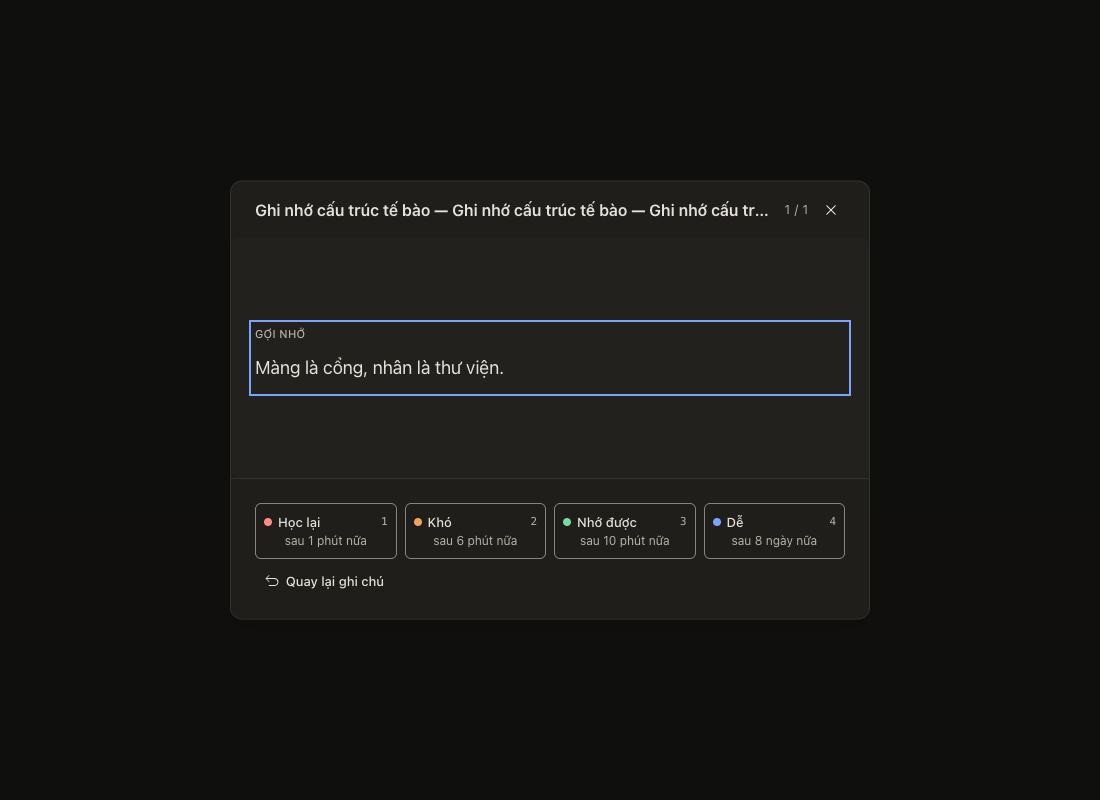 Ghi nhớ cấu trúc tế bào — Ghi nhớ cấu trúc tế bào — Ghi nhớ cấu tr... 1 / 1
GỢI NHỚ
Màng là cổng, nhân là thư viện.
Học lại 1
sau 1 phút nữa
Khó 2
sau 6 phút nữa
Nhớ được 3
sau 10 phút nữa
Dễ 4
sau 8 ngày nữa
Quay lại ghi chú